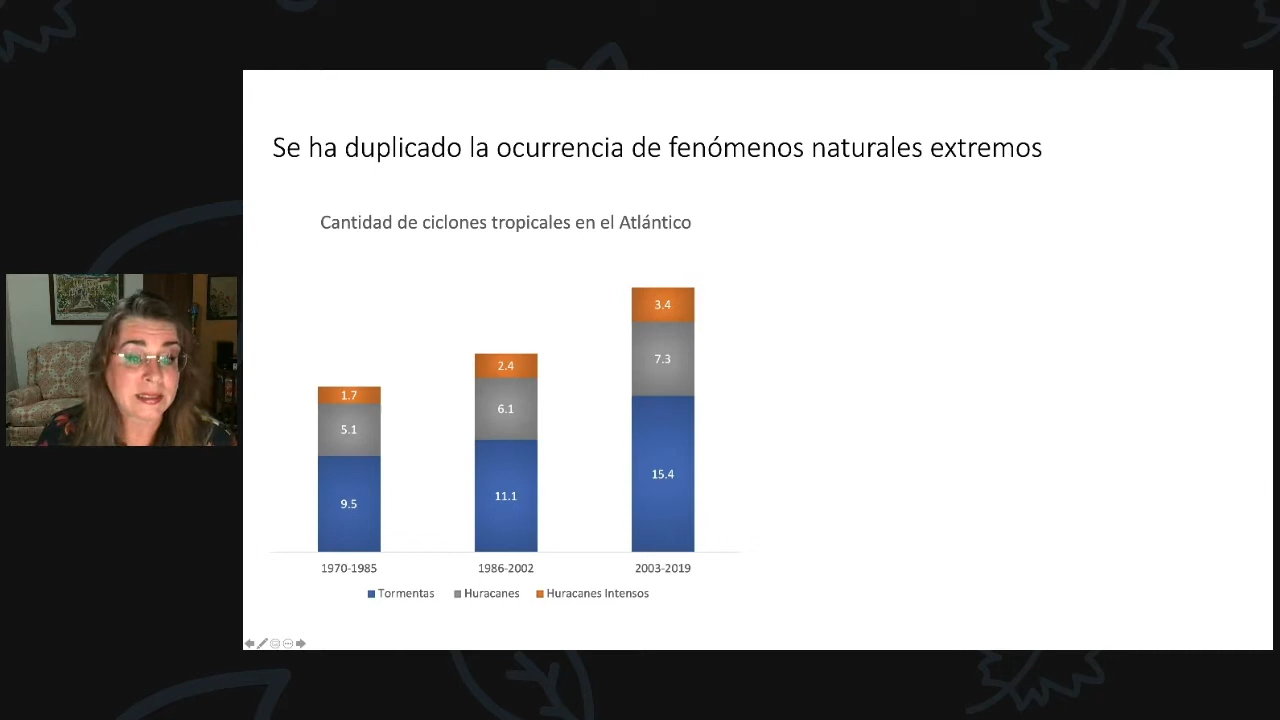 Se ha duplicado la ocurrencia de fenómenos naturales extremos
Cantidad de ciclones tropicales en el Atlántico
3.4
2.4
7.3
1.7
6.1
5.1
15.4
11.1
9.5
1970-1985 1986-2002 2003-2019
Tormentas Huracanes Huracanes Intensos